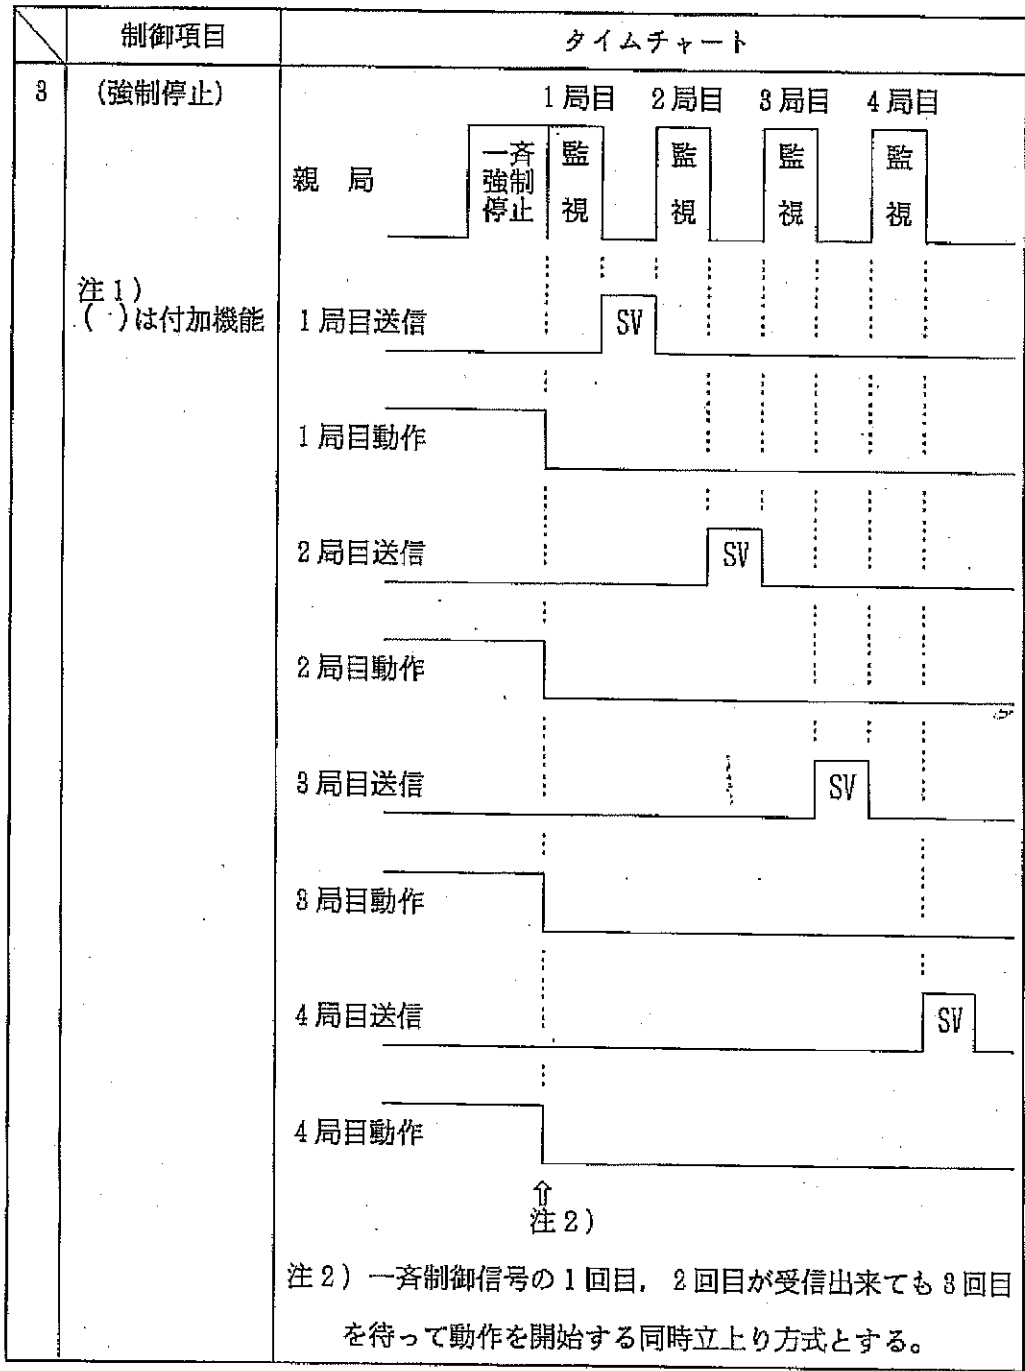 制御項目
タイムチャート
3
(強制停止)
1局目 2局目 3局目 4局目
親 局
一斉
強制
停止
監
視
監
視
監
視
監
視
注1)
( )は付加機能
1局目送信
SV
1局目動作
2局目送信
SV
2局目動作
3局目送信
SV
3局目動作
4局目送信
SV
4局目動作
⇧
注2)
注2) 一斉制御信号の1回目, 2回目が受信出来ても3回目
を待って動作を開始する同時立上り方式とする。